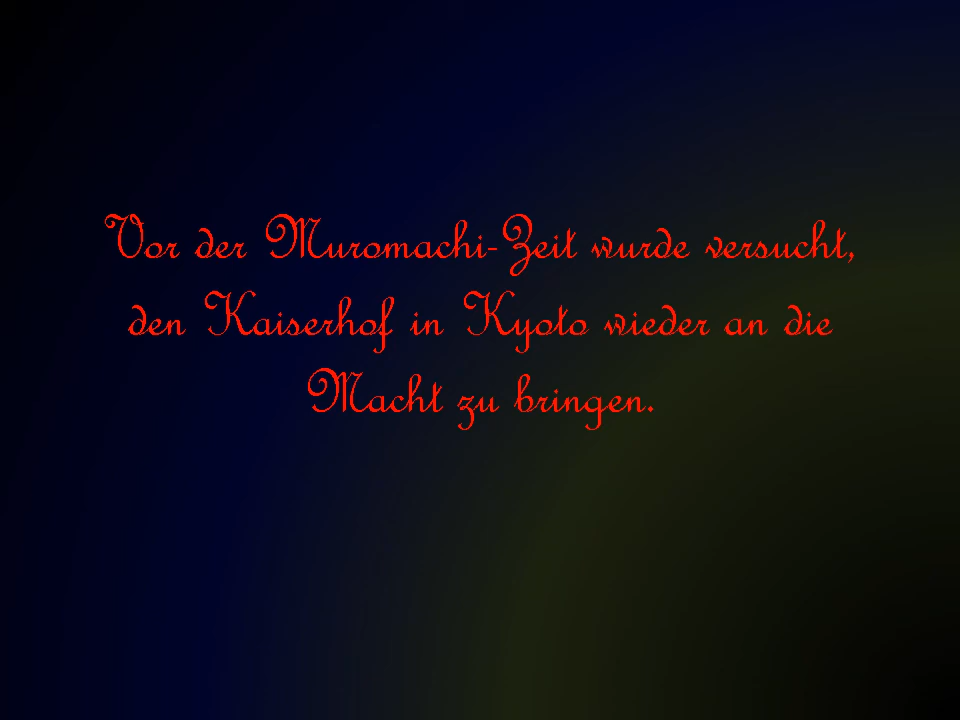 Vor der Muromachi-Zeit wurde versucht,
den Kaiserhof in Kyoto wieder an die
Macht zu bringen.